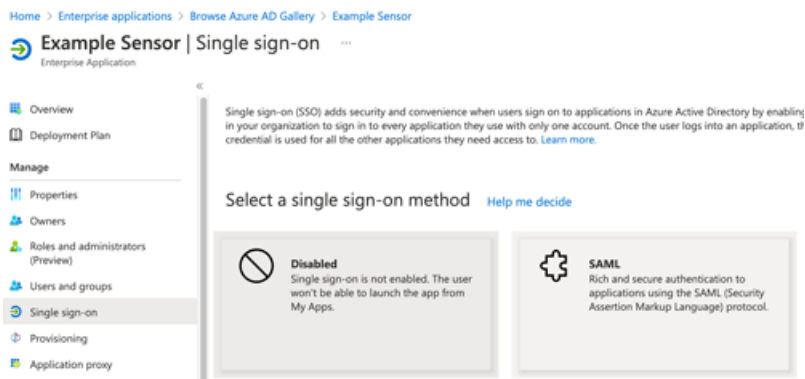 Home > Enterprise applications > Browse Azure AD Gallery > Example Sensor
Example Sensor | Single sign-on ...
Enterprise Application
«
Overview
Deployment Plan
Manage
Properties
Owners
Roles and administrators
(Preview)
Users and groups
Single sign-on
Provisioning
Application proxy
Single sign-on (SSO) adds security and convenience when users sign on to applications in Azure Active Directory by enabling
in your organization to sign in to every application they use with only one account. Once the user logs into an application, th
credential is used for all the other applications they need access to. Learn more.
Select a single sign-on method Help me decide
Disabled
Single sign-on is not enabled. The user
won't be able to launch the app from
My Apps.
SAML
Rich and secure authentication to
applications using the SAML (Security
Assertion Markup Language) protocol.